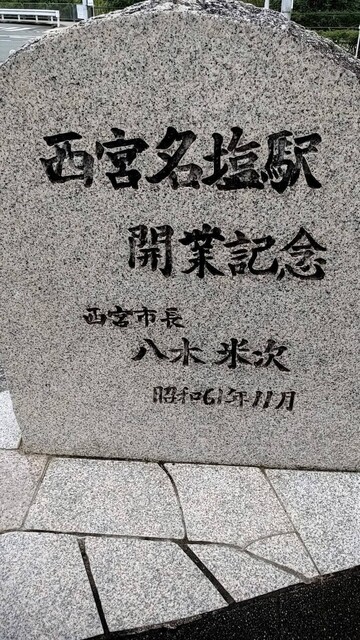 西宮名塩駅
開業記念
西宮市長
八木米次
昭和61年11月